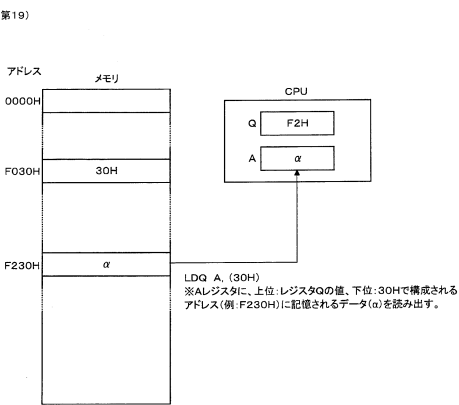 第19)
アドレス
メモリ
CPU
0000H
Q F2H
A α
F030H 30H
F230H α
LDQ A, (30H)
※Aレジスタに、上位:レジスタQの値、下位:30Hで構成される
アドレス(例:F230H)に記憶されるデータ(α)を読み出す。